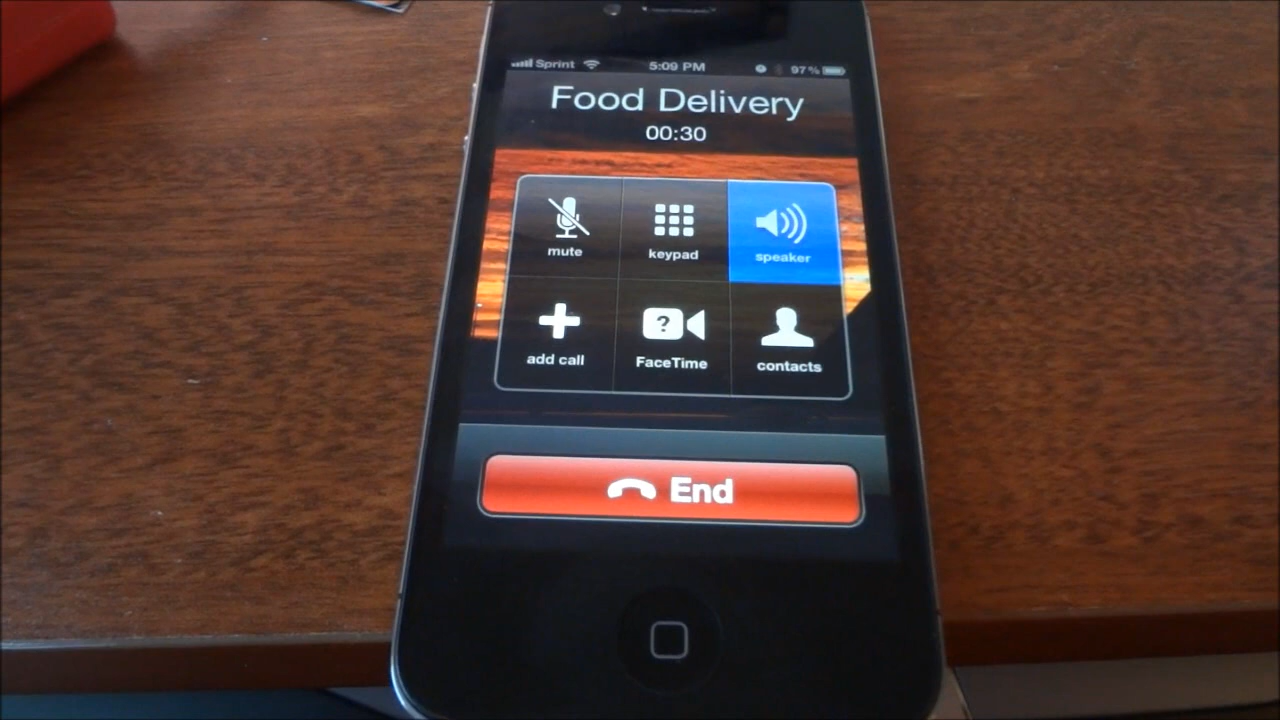 Sprint 5:09 PM 97%
Food Delivery
00:30
mute keypad speaker
?
add call FaceTime contacts
End